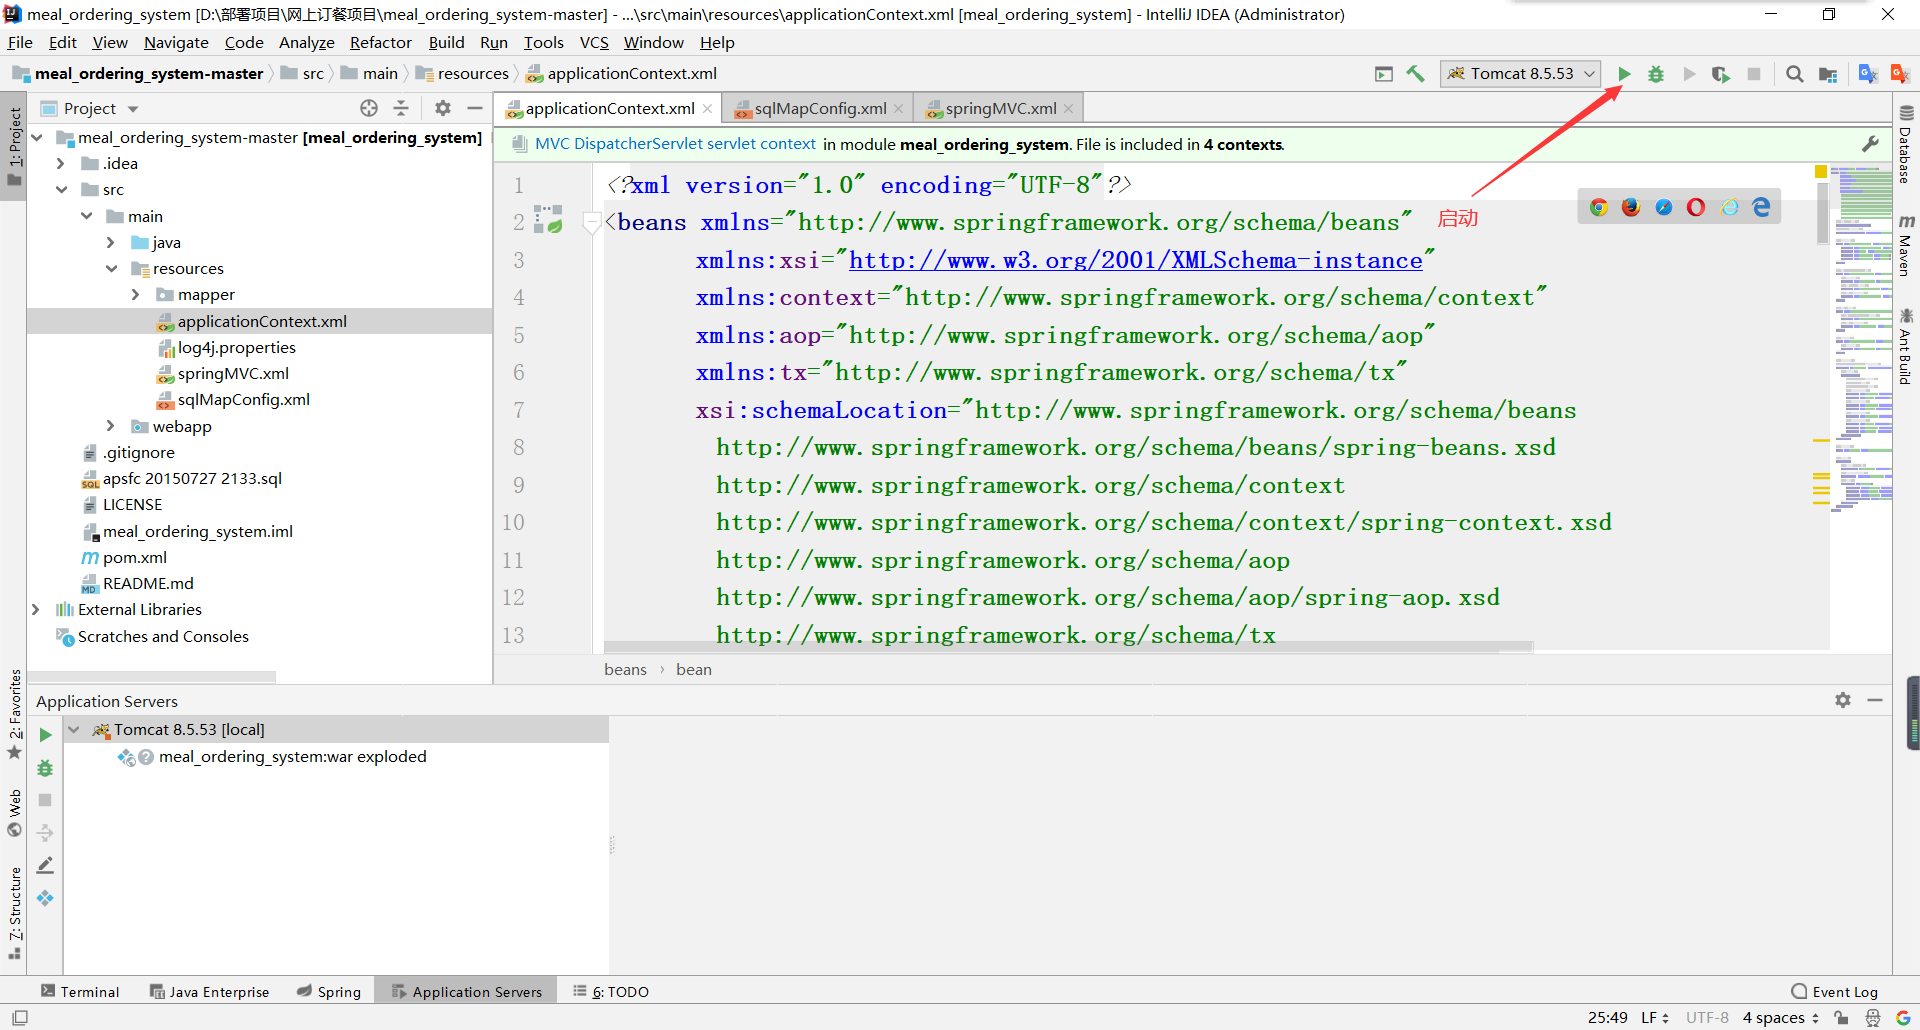 meal_ordering_system [D:\部署项目\网上订餐项目\meal_ordering_system-master] - ...\src\main\resources\applicationContext.xml [meal_ordering_system] - IntelliJ IDEA (Administrator)
File Edit View Navigate Code Analyze Refactor Build Run Tools VCS Window Help
meal_ordering_system-master src main resources applicationContext.xml
Tomcat 8.5.53
Project
applicationContext.xml sqlMapConfig.xml springMVC.xml
1: Project
meal_ordering_system-master [meal_ordering_system]
.idea
src
main
java
resources
mapper
applicationContext.xml
log4j.properties
springMVC.xml
sqlMapConfig.xml
webapp
.gitignore
apsfc 20150727 2133.sql
LICENSE
meal_ordering_system.iml
pom.xml
README.md
External Libraries
Scratches and Consoles
MVC DispatcherServlet servlet context in module meal_ordering_system. File is included in 4 contexts.
1 <?xml version="1.0" encoding="UTF-8"?>
2 <beans xmlns="http://www.springframework.org/schema/beans"
3 xmlns:xsi="http://www.w3.org/2001/XMLSchema-instance"
4 xmlns:context="http://www.springframework.org/schema/context"
5 xmlns:aop="http://www.springframework.org/schema/aop"
6 xmlns:tx="http://www.springframework.org/schema/tx"
7 xsi:schemaLocation="http://www.springframework.org/schema/beans
8 http://www.springframework.org/schema/beans/spring-beans.xsd
9 http://www.springframework.org/schema/context
10 http://www.springframework.org/schema/context/spring-context.xsd
11 http://www.springframework.org/schema/aop
12 http://www.springframework.org/schema/aop/spring-aop.xsd
13 http://www.springframework.org/schema/tx
启动
beans › bean
Database
Maven
Ant Build
2: Favorites
Web
7: Structure
Application Servers
Tomcat 8.5.53 [local]
meal_ordering_system:war exploded
Terminal Java Enterprise Spring Application Servers 6: TODO Event Log
25:49 LF UTF-8 4 spaces